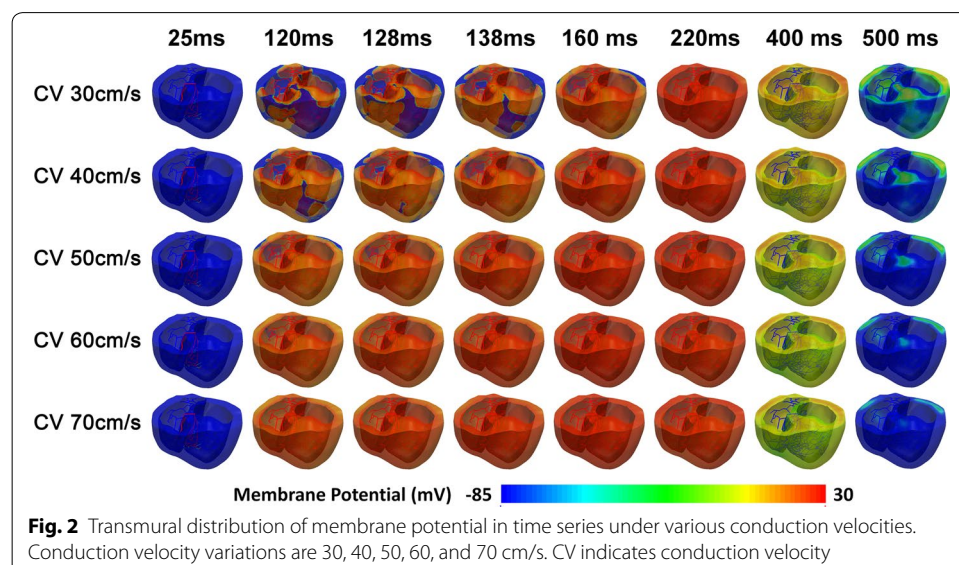 25ms 120ms 128ms 138ms 160 ms 220ms 400 ms 500 ms
CV 30cm/s
CV 40cm/s
CV 50cm/s
CV 60cm/s
CV 70cm/s
Membrane Potential (mV) -85 30
Fig. 2 Transmural distribution of membrane potential in time series under various conduction velocities.
Conduction velocity variations are 30, 40, 50, 60, and 70 cm/s. CV indicates conduction velocity